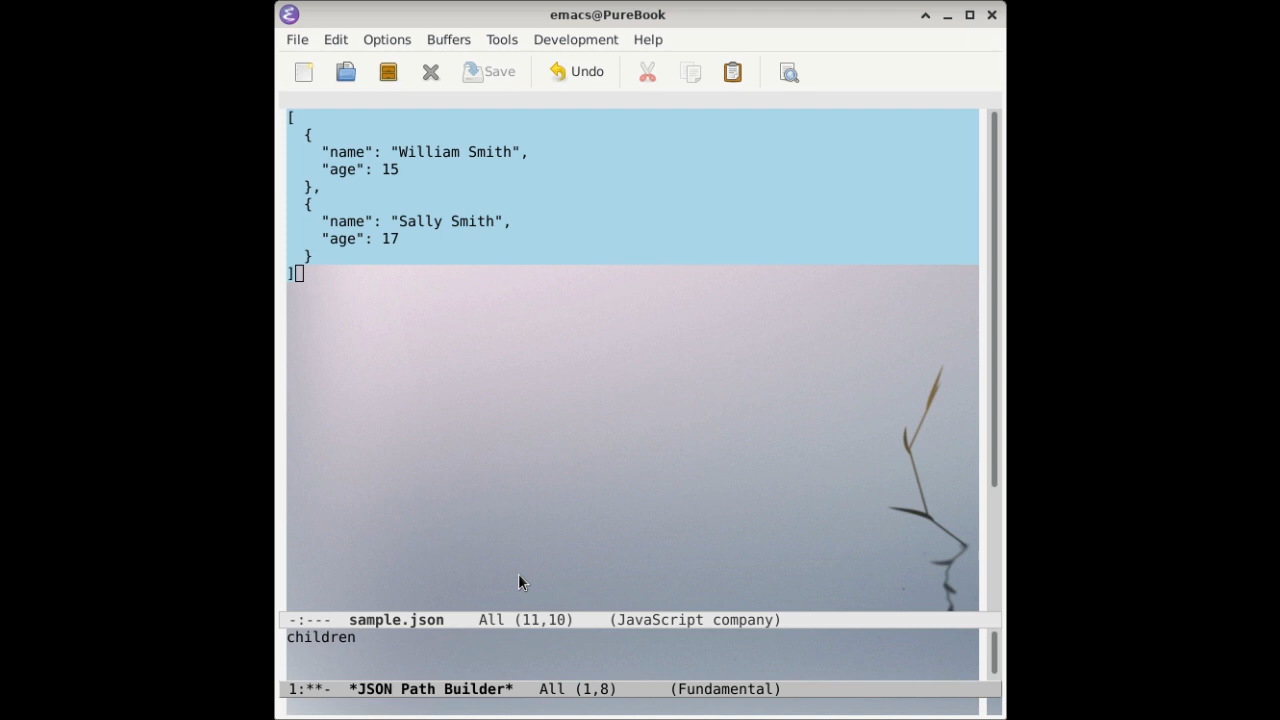 emacs@PureBook
File Edit Options Buffers Tools Development Help
Save Undo
[
  {
    "name": "William Smith",
    "age": 15
  },
  {
    "name": "Sally Smith",
    "age": 17
  }
]
-:--- sample.json All (11,10) (JavaScript company)
children
1:**- *JSON Path Builder* All (1,8) (Fundamental)